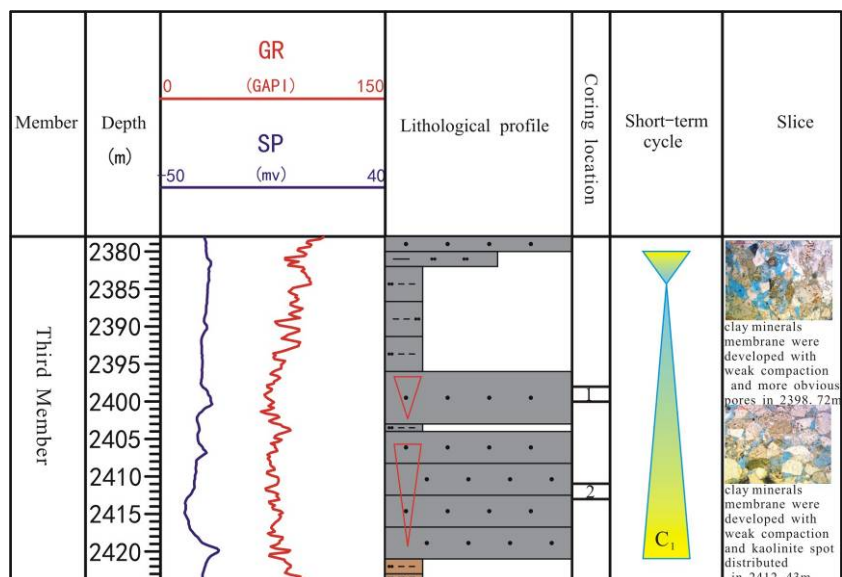 Member
Depth
(m)
GR
0 (GAPI) 150
SP
-50 (mv) 40
Lithological profile
Coring location
Short-term
cycle
Slice
Third Member
2380
2385
2390
2395
2400
2405
2410
2415
2420
1
2
C1
clay minerals
membrane were
developed with
weak compaction
and more obvious
pores in 2398.72m
clay minerals
membrane were
developed with
weak compaction
and kaolinite spot
distributed
in 2412.43m